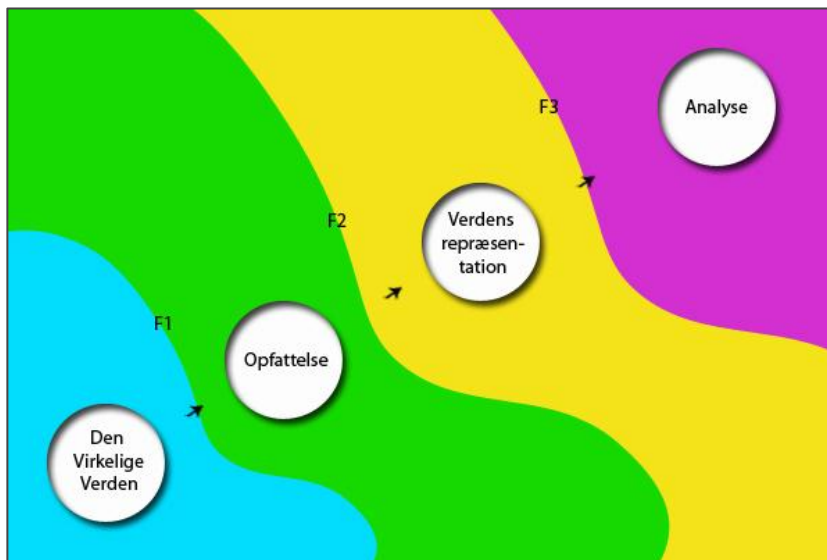 F3
Analyse
F2
Verdens
repræsen-
tation
F1
Opfattelse
Den
Virkelige
Verden